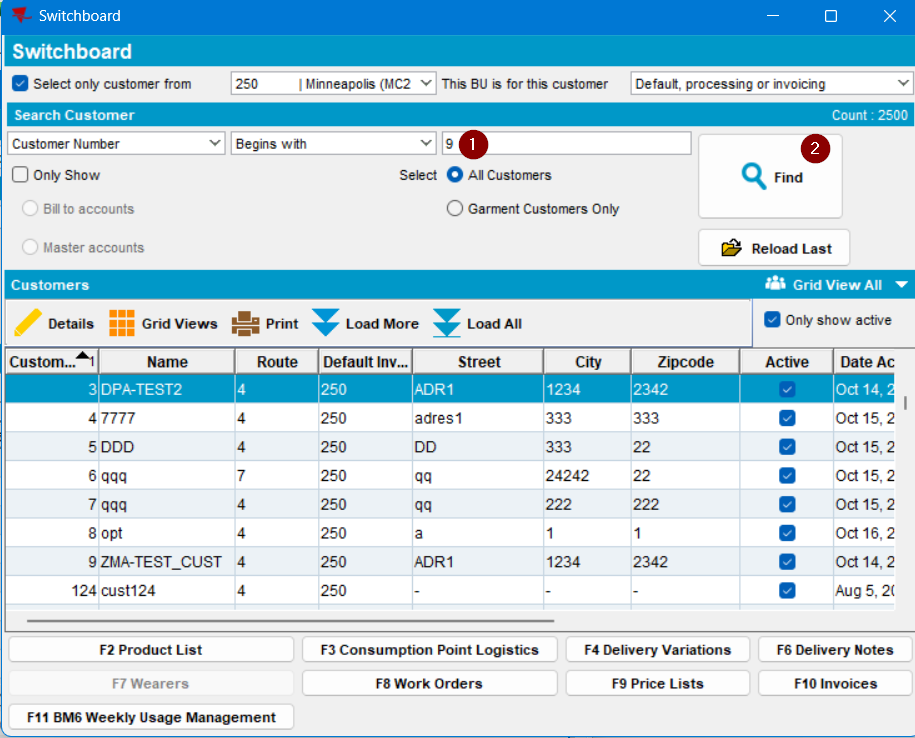 Switchboard
Switchboard
Select only customer from 250 | Minneapolis (MC2 This BU is for this customer Default, processing or invoicing
Search Customer Count : 2500
Customer Number Begins with 9 1 2
Only Show Select All Customers Find
Bill to accounts Garment Customers Only
Master accounts Reload Last
Customers Grid View All
Details Grid Views Print Load More Load All Only show active
Custom... 1 Name Route Default Inv... Street City Zipcode Active Date Ac
3 DPA-TEST2 4 250 ADR1 1234 2342 Oct 14, 2
4 7777 4 250 adres1 333 333 Oct 15, 2
5 DDD 4 250 DD 333 22 Oct 15, 2
6 qqq 7 250 qq 24242 22 Oct 15, 2
7 qqq 4 250 qq 222 222 Oct 15, 2
8 opt 4 250 a 1 1 Oct 16, 2
9 ZMA-TEST_CUST 4 250 ADR1 1234 2342 Oct 14, 2
124 cust124 4 250 - - - Aug 5, 20
F2 Product List F3 Consumption Point Logistics F4 Delivery Variations F6 Delivery Notes
F7 Wearers F8 Work Orders F9 Price Lists F10 Invoices
F11 BM6 Weekly Usage Management